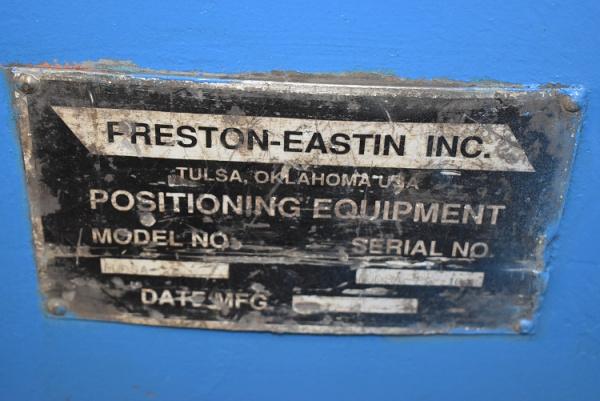 PRESTON-EASTIN INC.
TULSA, OKLAHOMA USA
POSITIONING EQUIPMENT
MODEL NO. SERIAL NO.
DATE MFG